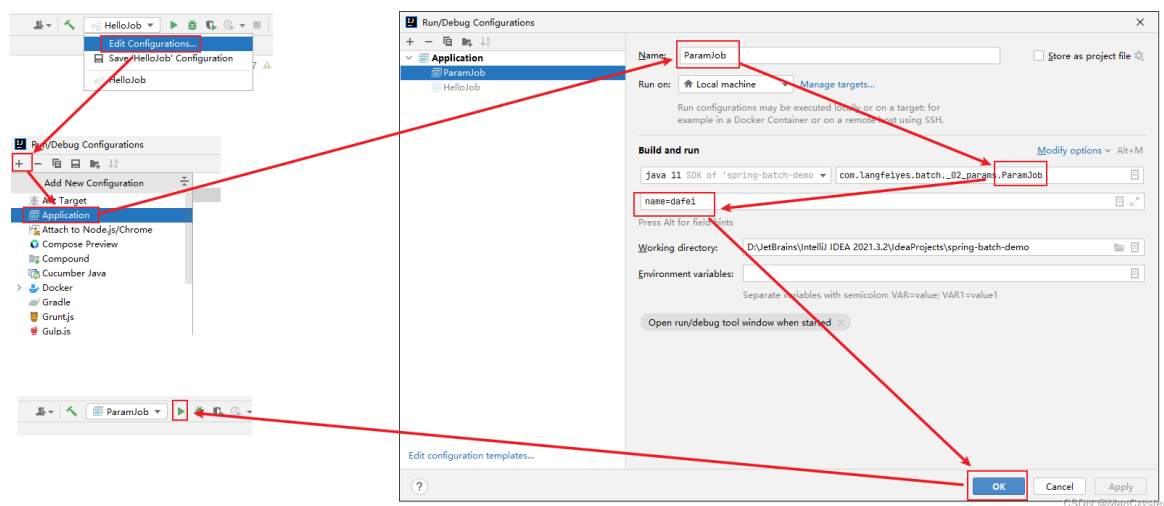 HelloJob
Edit Configurations...
Save 'HelloJob' Configuration
HelloJob
7
Run/Debug Configurations
Add New Configuration
Ant Target
Application
Attach to Node.js/Chrome
Compose Preview
Compound
Cucumber Java
Docker
Gradle
Grunt.js
Gulp.js
ParamJob
Run/Debug Configurations
Application
ParamJob
HelloJob
Edit configuration templates...
?
Name: ParamJob Store as project file
Run on: Local machine Manage targets...
Run configurations may be executed locally or on a target: for
example in a Docker Container or on a remote host using SSH.
Build and run Modify options Alt+M
java 11 SDK of 'spring-batch-demo com.langfeiyes.batch._02_params.ParamJob
name=dafei
Press Alt for field hints
Working directory: D:\JetBrains\IntelliJ IDEA 2021.3.2\IdeaProjects\spring-batch-demo
Environment variables:
Separate variables with semicolon: VAR=value; VAR1=value1
Open run/debug tool window when started ×
OK Cancel Apply